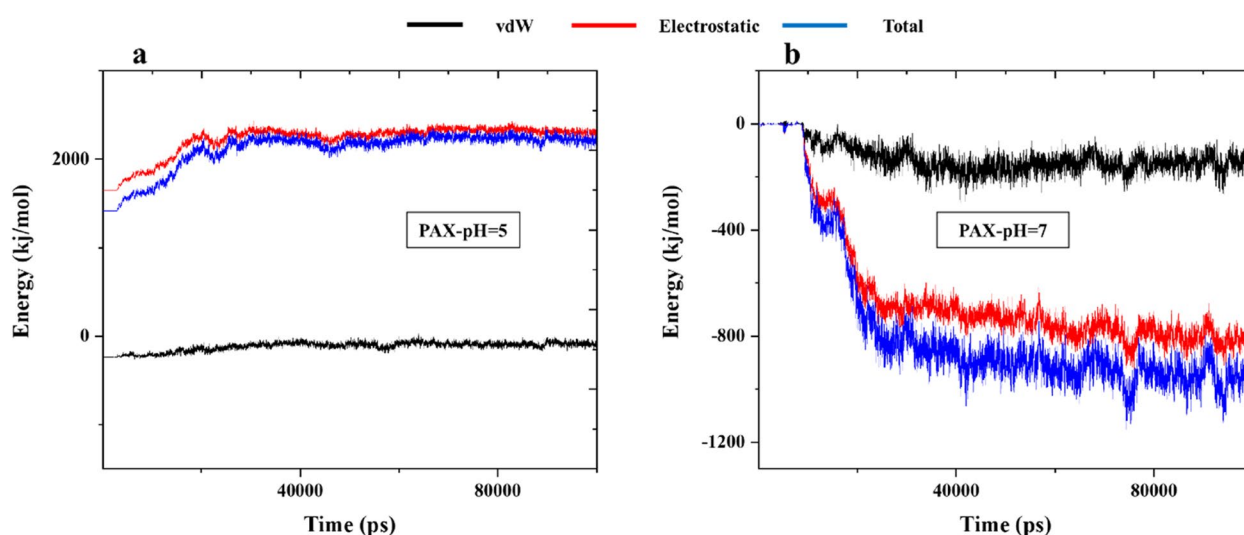 vdW Electrostatic Total
a
Energy (kj/mol)
2000
0
PAX-pH=5
40000 80000
Time (ps)
b
Energy (kj/mol)
0
-400
-800
-1200
PAX-pH=7
40000 80000
Time (ps)